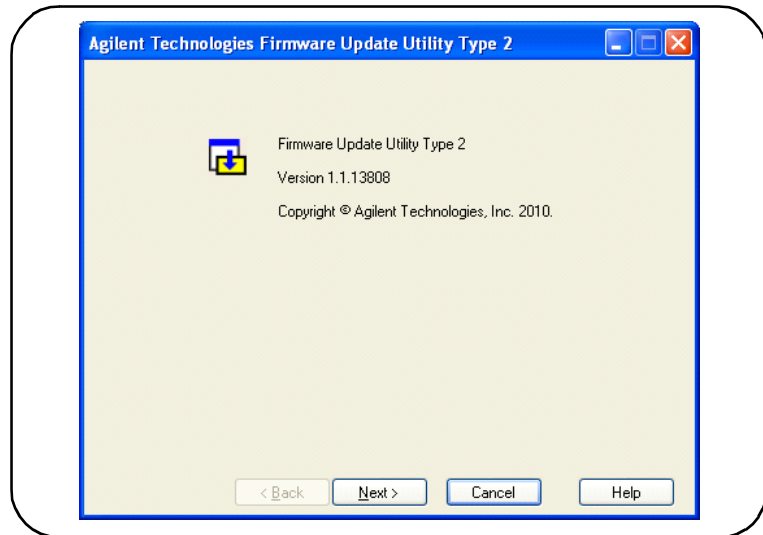 Agilent Technologies Firmware Update Utility Type 2
Firmware Update Utility Type 2
Version 1.1.13808
Copyright © Agilent Technologies, Inc. 2010.
< Back Next > Cancel Help